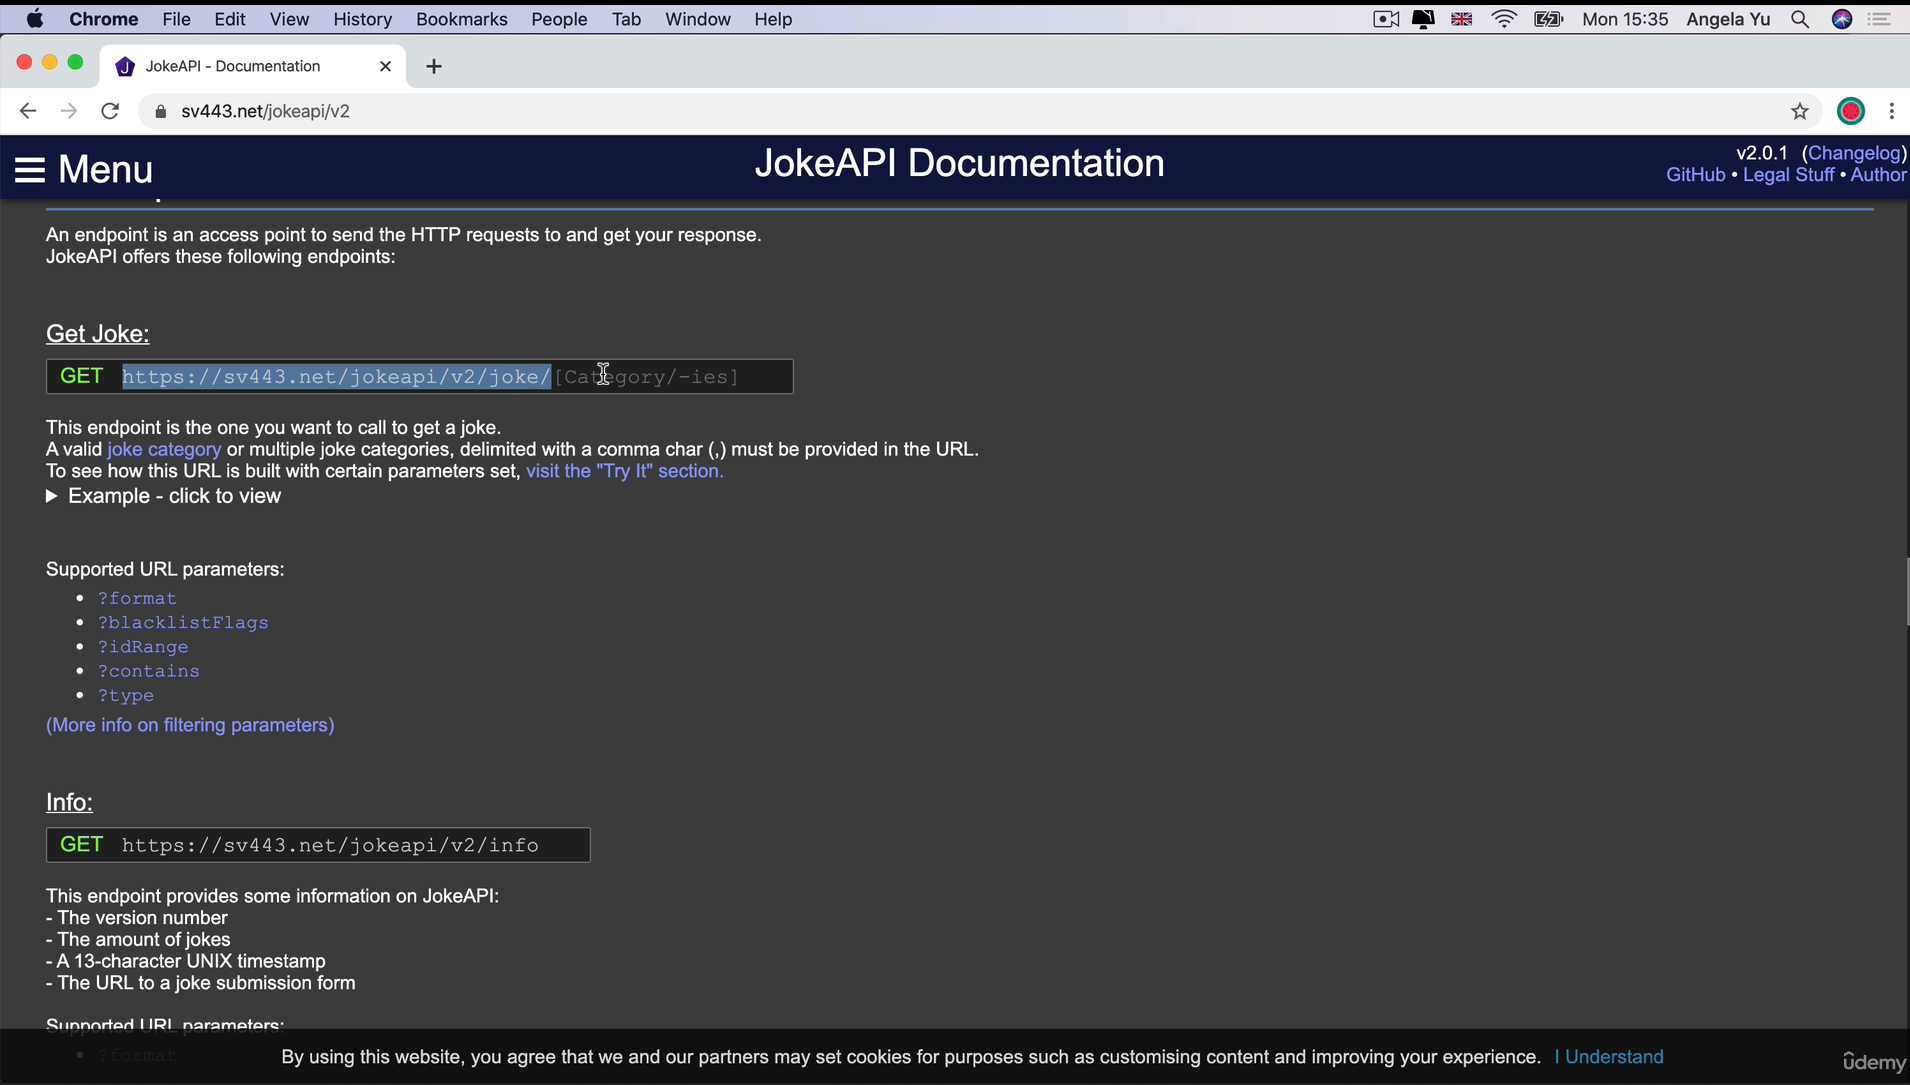 Chrome File Edit View History Bookmarks People Tab Window Help Mon 15:35 Angela Yu
JokeAPI - Documentation
sv443.net/jokeapi/v2
Menu
JokeAPI Documentation
v2.0.1 (Changelog)
GitHub • Legal Stuff • Author
An endpoint is an access point to send the HTTP requests to and get your response.
JokeAPI offers these following endpoints:
Get Joke:
GET https://sv443.net/jokeapi/v2/joke/[Category/-ies]
This endpoint is the one you want to call to get a joke.
A valid joke category or multiple joke categories, delimited with a comma char (,) must be provided in the URL.
To see how this URL is built with certain parameters set, visit the "Try It" section.
Example - click to view
Supported URL parameters:
• ?format
• ?blacklistFlags
• ?idRange
• ?contains
• ?type
(More info on filtering parameters)
Info:
GET https://sv443.net/jokeapi/v2/info
This endpoint provides some information on JokeAPI:
- The version number
- The amount of jokes
- A 13-character UNIX timestamp
- The URL to a joke submission form
Supported URL parameters:
• ?format
By using this website, you agree that we and our partners may set cookies for purposes such as customising content and improving your experience. I Understand
ûdemy